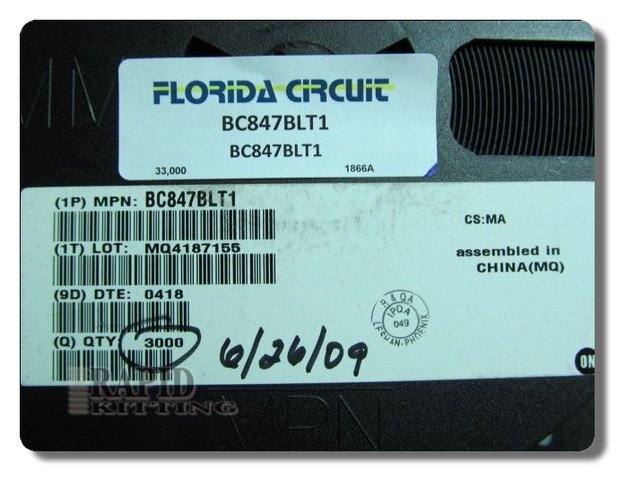 FLORIDA CIRCUIT
BC847BLT1
BC847BLT1
33,000 1866A
(1P) MPN: BC847BLT1
CS:MA
(1T) LOT: MQ4187155
assembled in
CHINA(MQ)
(9D) DTE: 0418
R & QA
049
(Q) QTY 3000
6/26/09
ON
RAPID
KITTING
MPN